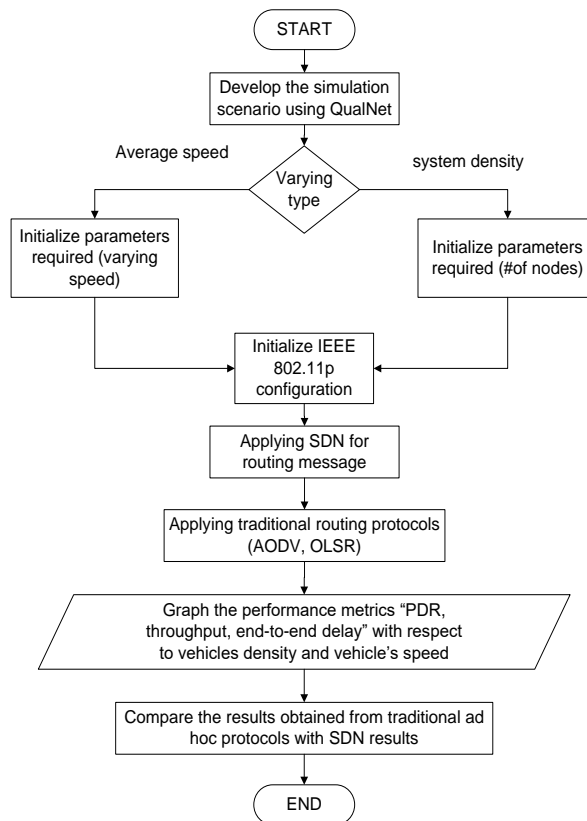 START
Develop the simulation
scenario using QualNet
Average speed
Varying
type
system density
Initialize parameters
required (varying
speed)
Initialize parameters
required (#of nodes)
Initialize IEEE
802.11p
configuration
Applying SDN for
routing message
Applying traditional routing protocols
(AODV, OLSR)
Graph the performance metrics “PDR,
throughput, end-to-end delay” with respect
to vehicles density and vehicle's speed
Compare the results obtained from traditional ad
hoc protocols with SDN results
END